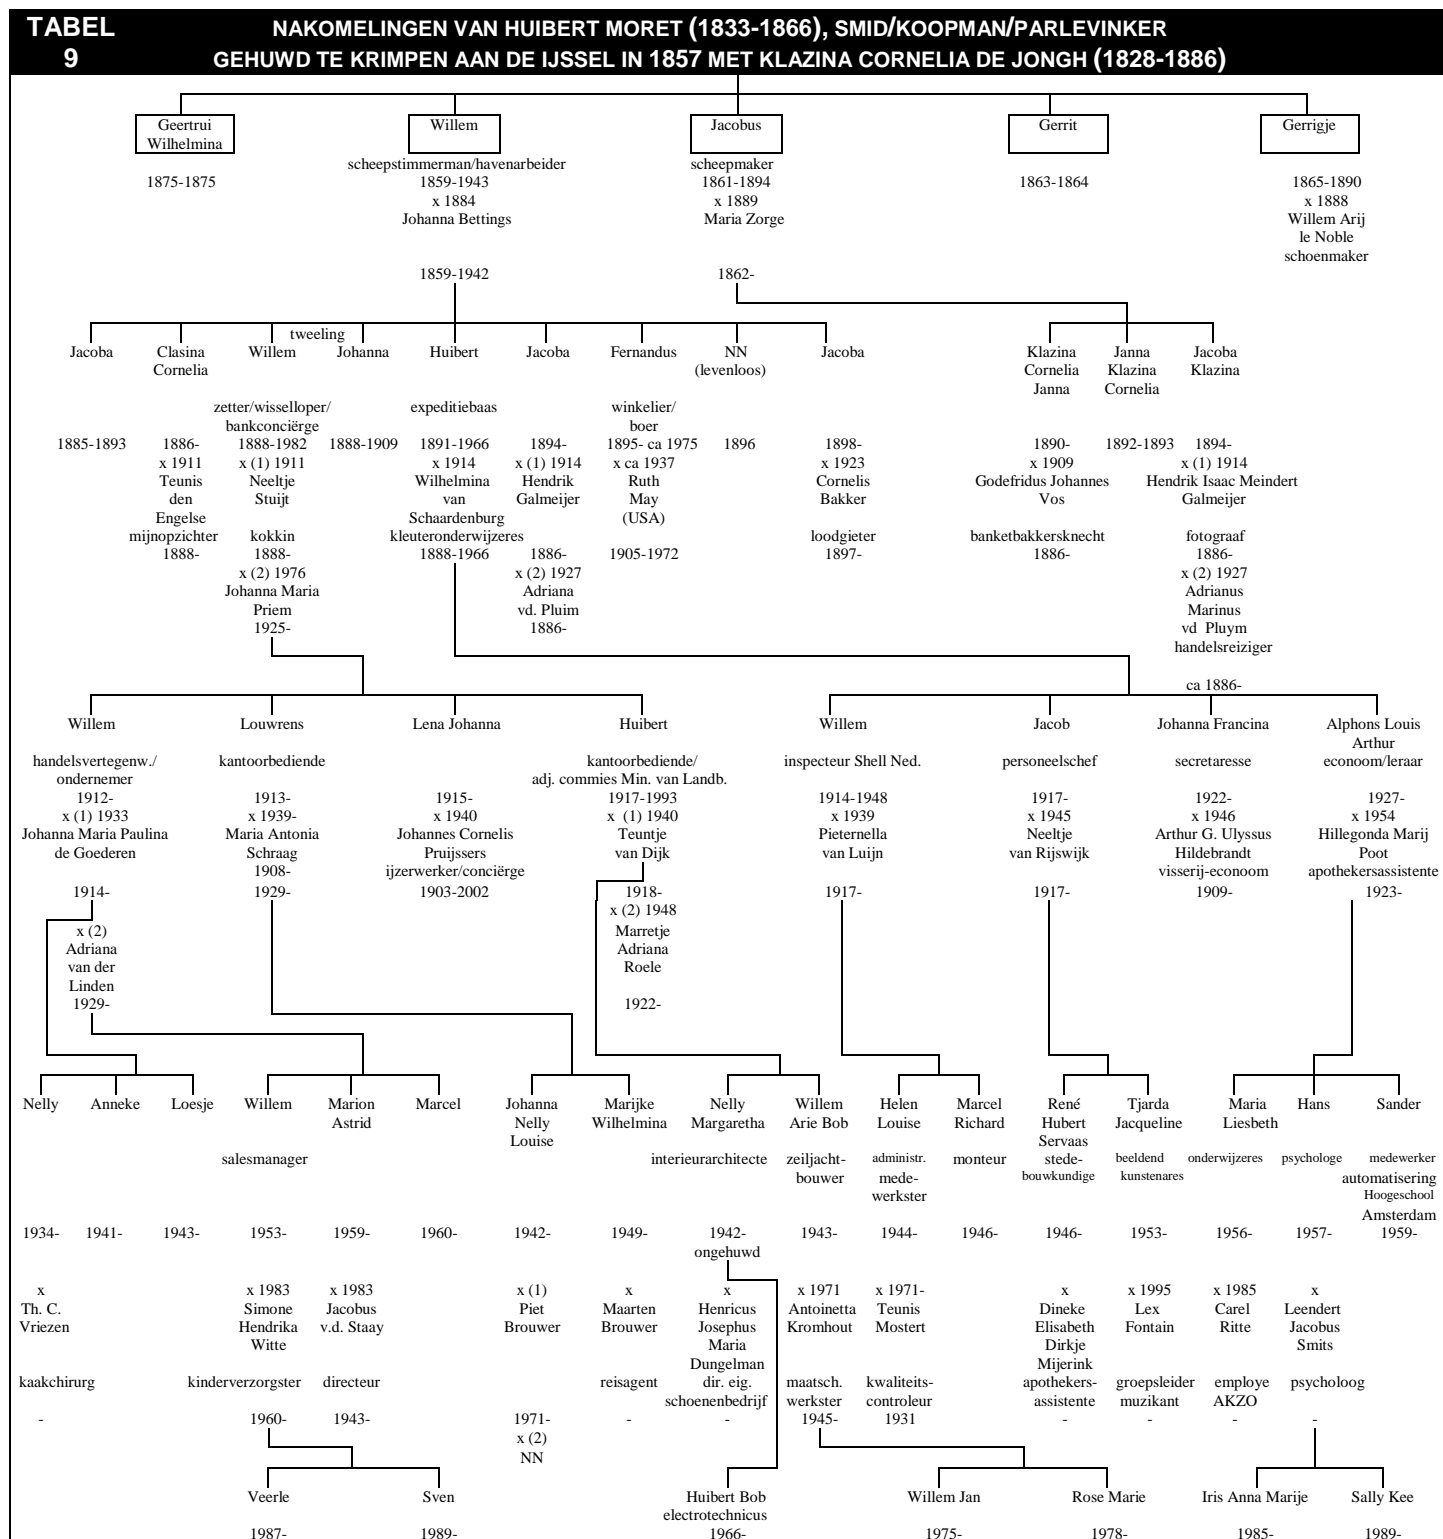 TABEL 9
NAKOMELINGEN VAN HUIBERT MORET (1833-1866), SMID/KOOPMAN/PARLEVINKER
GEHUWD TE KRIMPEN AAN DE IJSSEL IN 1857 MET KLAZINA CORNELIA DE JONGH (1828-1886)
Geertrui Willem Jacobus Gerrit Gerrigje
Wilhelmina
scheepstimmerman/havenarbeider scheepmaker
1875-1875 1859-1943 1861-1894 1863-1864 1865-1890
x 1884 x 1889 x 1888
Johanna Bettings Maria Zorge Willem Arij
le Noble
schoenmaker
1859-1942 1862-
tweeling
Jacoba Clasina Willem Johanna Huibert Jacoba Fernandus NN Jacoba Klazina Janna Jacoba
Cornelia (levenloos) Cornelia Klazina Klazina
Janna Cornelia
zetter/wisselloper/ expeditiebaas winkelier/
bankconciërge boer
1885-1893 1886- 1888-1982 1888-1909 1891-1966 1894- 1895- ca 1975 1896 1898- 1890- 1892-1893 1894-
x 1911 x (1) 1911 x 1914 x (1) 1914 x ca 1937 x 1923 x 1909 x (1) 1914
Teunis Neeltje Wilhelmina Hendrik Ruth Cornelis Godefridus Johannes Hendrik Isaac Meindert
den Stuijt van Galmeijer May Bakker Vos Galmeijer
Engelse Schaardenburg (USA)
mijnopzichter kokkin kleuteronderwijzeres loodgieter banketbakkersknecht fotograaf
1888- 1888- 1888-1966 1886- 1905-1972 1897- 1886- 1886-
x (2) 1976 x (2) 1927 x (2) 1927
Johanna Maria Adriana Adrianus
Priem vd. Pluim Marinus
1925- 1886- vd Pluym
handelsreiziger
ca 1886-
Willem Louwrens Lena Johanna Huibert Willem Jacob Johanna Francina Alphons Louis
Arthur
handelsvertegenw./ kantoorbediende kantoorbediende/ inspecteur Shell Ned. personeelschef secretaresse econoom/leraar
ondernemer adj. commies Min. van Landb.
1912- 1913- 1915- 1917-1993 1914-1948 1917- 1922- 1927-
x (1) 1933 x 1939- x 1940 x (1) 1940 x 1939 x 1945 x 1946 x 1954
Johanna Maria Paulina Maria Antonia Johannes Cornelis Teuntje Pieternella Neeltje Arthur G. Ulyssus Hillegonda Marij
de Goederen Schraag Pruijssers van Dijk van Luijn van Rijswijk Hildebrandt Poot
1908- ijzerwerker/conciërge visserij-econoom apothekersassistente
1914- 1929- 1903-2002 1918- 1917- 1917- 1909- 1923-
x (2) 1948
x (2) Marretje
Adriana Adriana
van der Roele
Linden
1929- 1922-
Nelly Anneke Loesje Willem Marion Marcel Johanna Marijke Nelly Willem Helen Marcel René Tjarda Maria Hans Sander
Astrid Nelly Wilhelmina Margaretha Arie Bob Louise Richard Hubert Jacqueline Liesbeth
Louise Servaas
salesmanager interieurarchitecte zeiljacht- administr. monteur stede- beeldend onderwijzeres psychologe medewerker
bouwer mede- bouwkundige kunstenares automatisering
werkster Hoogeschool
Amsterdam
1934- 1941- 1943- 1953- 1959- 1960- 1942- 1949- 1942- 1943- 1944- 1946- 1946- 1953- 1956- 1957- 1959-
ongehuwd
x x 1983 x 1983 x (1) x x x 1971 x 1971- x x 1995 x 1985 x
Th. C. Simone Jacobus Piet Maarten Henricus Antoinetta Teunis Dineke Lex Carel Leendert
Vriezen Hendrika v.d. Staay Brouwer Brouwer Josephus Kromhout Mostert Elisabeth Fontain Ritte Jacobus
Witte Maria Dirkje Smits
Dungelman Mijerink
kaakchirurg kinderverzorgster directeur reisagent dir. eig. maatsch. kwaliteits- apothekers- groepsleider employe psycholoog
schoenenbedrijf werkster controleur assistente muzikant AKZO
- 1960- 1943- 1971- - - 1945- 1931 - - - -
x (2)
NN
Veerle Sven Huibert Bob Willem Jan Rose Marie Iris Anna Marije Sally Kee
electrotechnicus
1987- 1989- 1966- 1975- 1978- 1985- 1989-